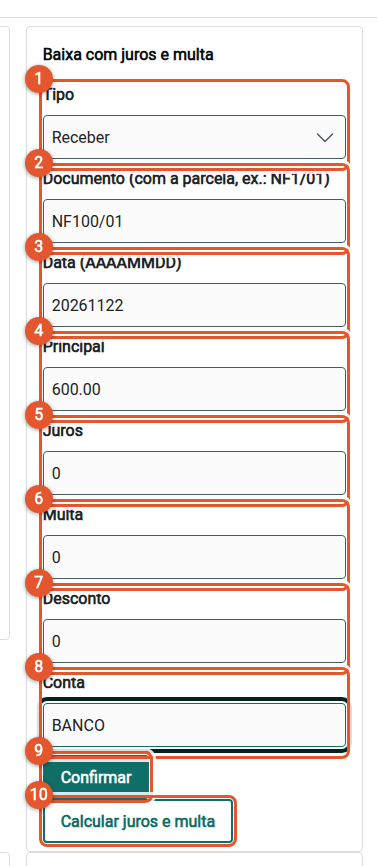 Baixa com juros e multa
1
Tipo
Receber
2
Documento (com a parcela, ex.: NF1/01)
NF100/01
3
Data (AAAAMMDD)
20261122
4
Principal
600.00
5
Juros
0
6
Multa
0
7
Desconto
0
8
Conta
BANCO
9
Confirmar
10
Calcular juros e multa